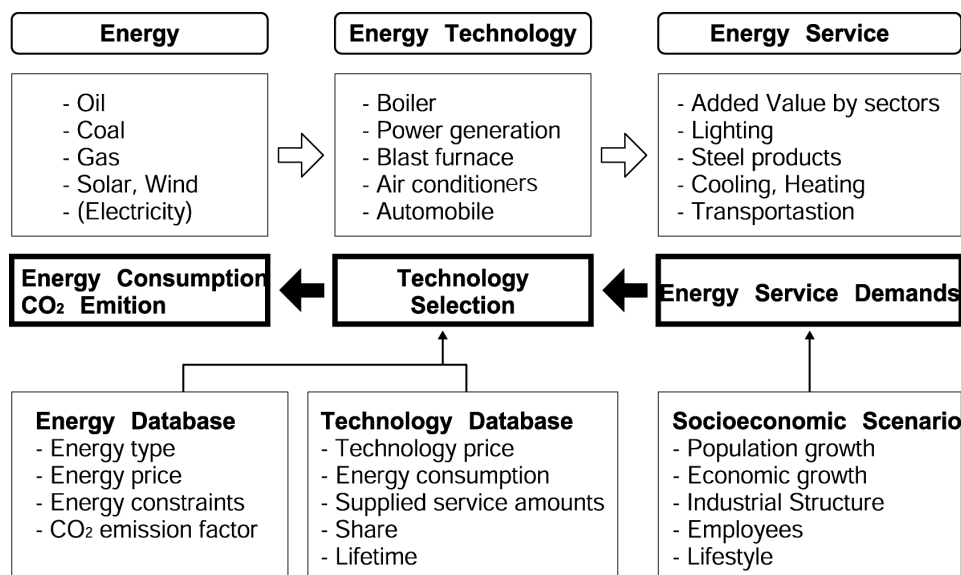 Energy
Energy Technology
Energy Service
- Oil
- Coal
- Gas
- Solar, Wind
- (Electricity)
- Boiler
- Power generation
- Blast furnace
- Air conditioners
- Automobile
- Added Value by sectors
- Lighting
- Steel products
- Cooling, Heating
- Transportastion
Energy Consumption
CO₂ Emition
Technology
Selection
Energy Service Demands
Energy Database
- Energy type
- Energy price
- Energy constraints
- CO₂ emission factor
Technology Database
- Technology price
- Energy consumption
- Supplied service amounts
- Share
- Lifetime
Socioeconomic Scenario
- Population growth
- Economic growth
- Industrial Structure
- Employees
- Lifestyle